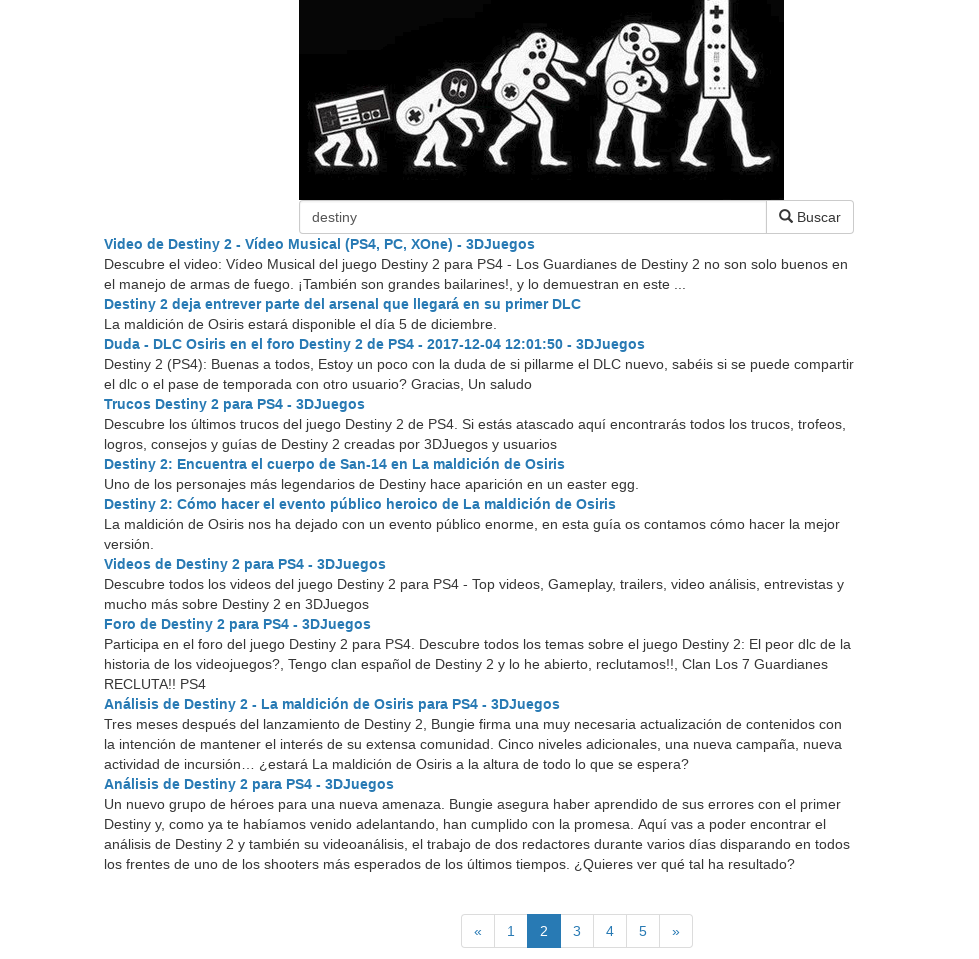 destiny
Buscar
Video de Destiny 2 - Vídeo Musical (PS4, PC, XOne) - 3DJuegos
Descubre el video: Vídeo Musical del juego Destiny 2 para PS4 - Los Guardianes de Destiny 2 no son solo buenos en
el manejo de armas de fuego. ¡También son grandes bailarines!, y lo demuestran en este ...
Destiny 2 deja entrever parte del arsenal que llegará en su primer DLC
La maldición de Osiris estará disponible el día 5 de diciembre.
Duda - DLC Osiris en el foro Destiny 2 de PS4 - 2017-12-04 12:01:50 - 3DJuegos
Destiny 2 (PS4): Buenas a todos, Estoy un poco con la duda de si pillarme el DLC nuevo, sabéis si se puede compartir
el dlc o el pase de temporada con otro usuario? Gracias, Un saludo
Trucos Destiny 2 para PS4 - 3DJuegos
Descubre los últimos trucos del juego Destiny 2 de PS4. Si estás atascado aquí encontrarás todos los trucos, trofeos,
logros, consejos y guías de Destiny 2 creadas por 3DJuegos y usuarios
Destiny 2: Encuentra el cuerpo de San-14 en La maldición de Osiris
Uno de los personajes más legendarios de Destiny hace aparición en un easter egg.
Destiny 2: Cómo hacer el evento público heroico de La maldición de Osiris
La maldición de Osiris nos ha dejado con un evento público enorme, en esta guía os contamos cómo hacer la mejor
versión.
Videos de Destiny 2 para PS4 - 3DJuegos
Descubre todos los videos del juego Destiny 2 para PS4 - Top videos, Gameplay, trailers, video análisis, entrevistas y
mucho más sobre Destiny 2 en 3DJuegos
Foro de Destiny 2 para PS4 - 3DJuegos
Participa en el foro del juego Destiny 2 para PS4. Descubre todos los temas sobre el juego Destiny 2: El peor dlc de la
historia de los videojuegos?, Tengo clan español de Destiny 2 y lo he abierto, reclutamos!!, Clan Los 7 Guardianes
RECLUTA!! PS4
Análisis de Destiny 2 - La maldición de Osiris para PS4 - 3DJuegos
Tres meses después del lanzamiento de Destiny 2, Bungie firma una muy necesaria actualización de contenidos con
la intención de mantener el interés de su extensa comunidad. Cinco niveles adicionales, una nueva campaña, nueva
actividad de incursión… ¿estará La maldición de Osiris a la altura de todo lo que se espera?
Análisis de Destiny 2 para PS4 - 3DJuegos
Un nuevo grupo de héroes para una nueva amenaza. Bungie asegura haber aprendido de sus errores con el primer
Destiny y, como ya te habíamos venido adelantando, han cumplido con la promesa. Aquí vas a poder encontrar el
análisis de Destiny 2 y también su videoanálisis, el trabajo de dos redactores durante varios días disparando en todos
los frentes de uno de los shooters más esperados de los últimos tiempos. ¿Quieres ver qué tal ha resultado?
« 1 2 3 4 5 »